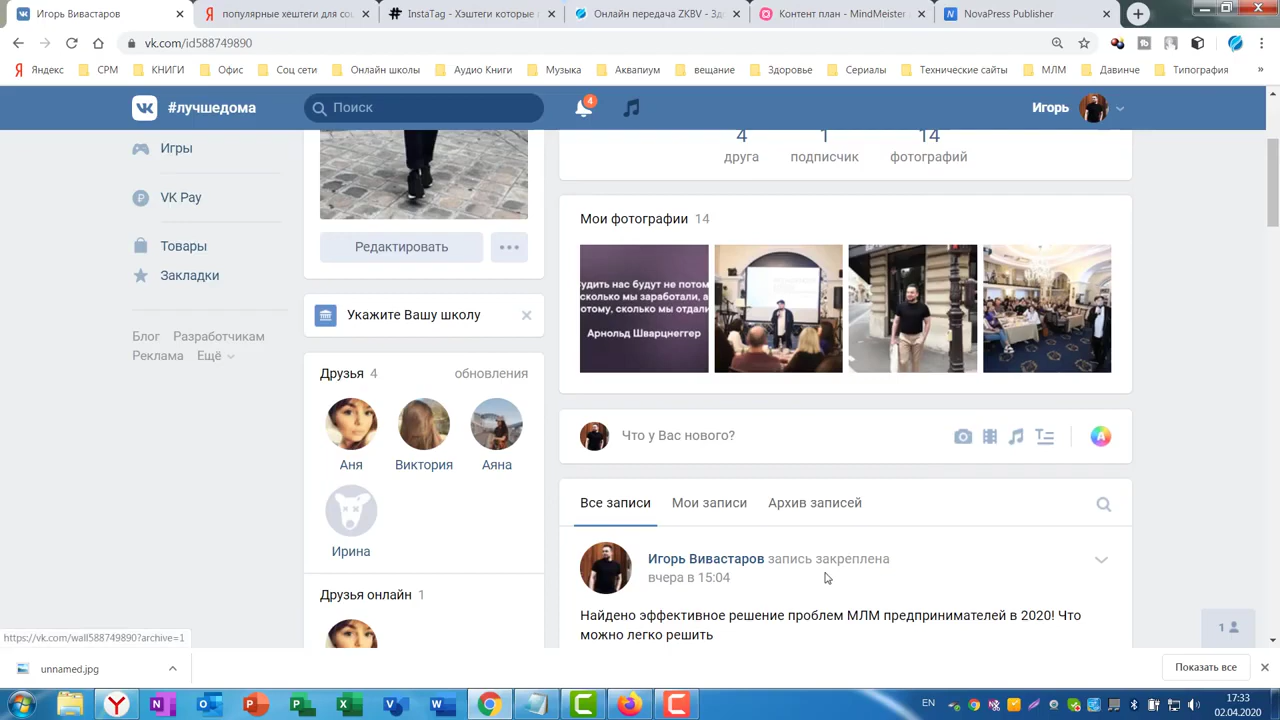 Игорь Вивастаров
популярные хештеги для соц
InstaTag - Хэштеги которые
Онлайн передача ZKBV - Здо
Контент план - MindMeister
NovaPress Publisher
vk.com/id588749890
Яндекс
СРМ
КНИГИ
Офис
Соц сети
Онлайн школы
Аудио Книги
Музыка
Аквапиум
вещание
Здоровье
Сериалы
Технические сайты
МЛМ
Давинче
Типография
»
#лучшедома
Поиск
4
Игорь
Игры
VK Pay
Товары
Закладки
Блог Разработчикам
Реклама Ещё
4
друга
1
подписчик
14
фотографий
Редактировать
Укажите Вашу школу
Друзья 4
обновления
Аня
Виктория
Аяна
Ирина
Друзья онлайн 1
Мои фотографии 14
удить нас будут не потом
сколько мы заработали, а
отому, сколько мы отдали
Арнольд Шварцнеггер
Что у Вас нового?
Все записи
Мои записи
Архив записей
Игорь Вивастаров запись закреплена
вчера в 15:04
Найдено эффективное решение проблем МЛМ предпринимателей в 2020! Что
можно легко решить
1
https://vk.com/wall588749890?archive=1
unnamed.jpg
Показать все
EN
17:33
02.04.2020